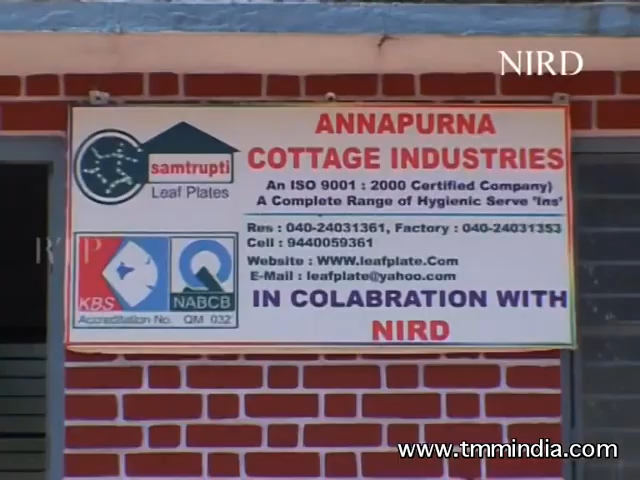 NIRD
ANNAPURNA
COTTAGE INDUSTRIES
samtrupti
Leaf Plates
An ISO 9001 : 2000 Certified Company)
A Complete Range of Hygienic Serve 'Ins'
Res : 040-24031361, Factory : 040-24031353
Cell : 9440059361
Website : WWW.leafplate.Com
E-Mail : leafplate@yahoo.com
KBS
NABCB
Accreditation No. QM 032
IN COLABRATION WITH
NIRD
www.tmmindia.com